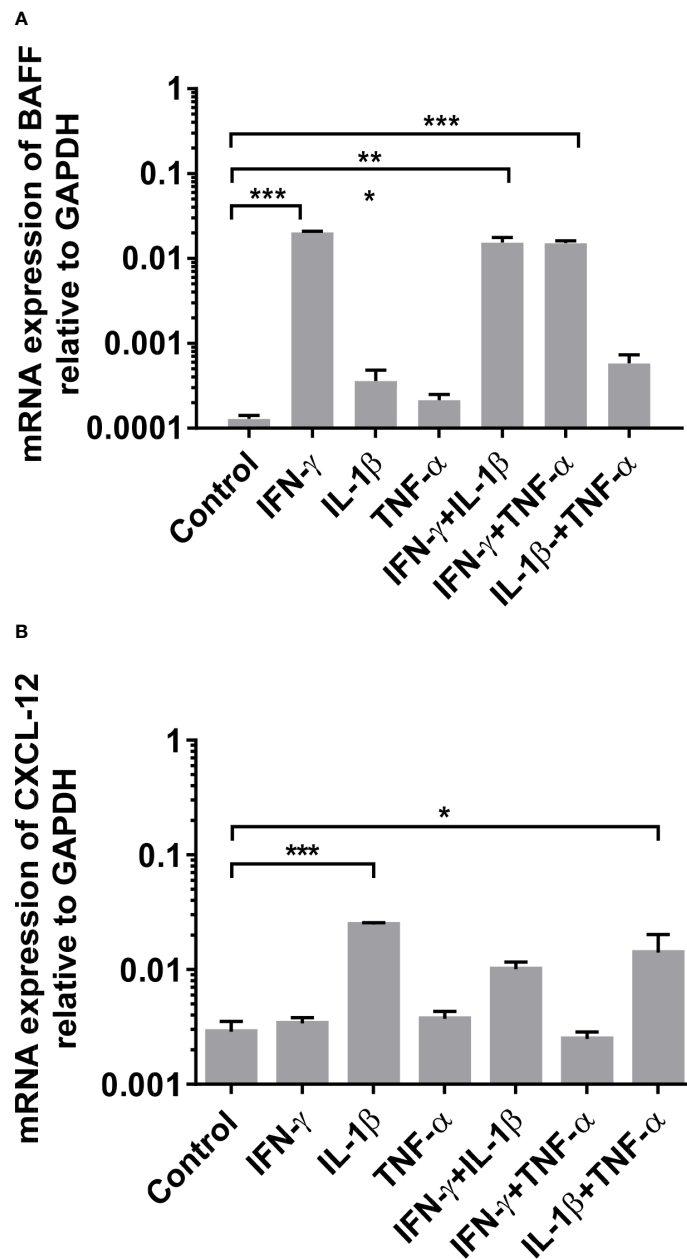 A
mRNA expression of BAFF
relative to GAPDH
1
0.1
0.01
0.001
0.0001
***
**
***
*
Control
IFN-γ
IL-1β
TNF-α
IFN-γ+IL-1β
IFN-γ+TNF-α
IL-1β-+TNF-α
B
mRNA expression of CXCL-12
relative to GAPDH
1
0.1
0.01
0.001
*
***
Control
IFN-γ
IL-1β
TNF-α
IFN-γ+IL-1β
IFN-γ+TNF-α
IL-1β+TNF-α